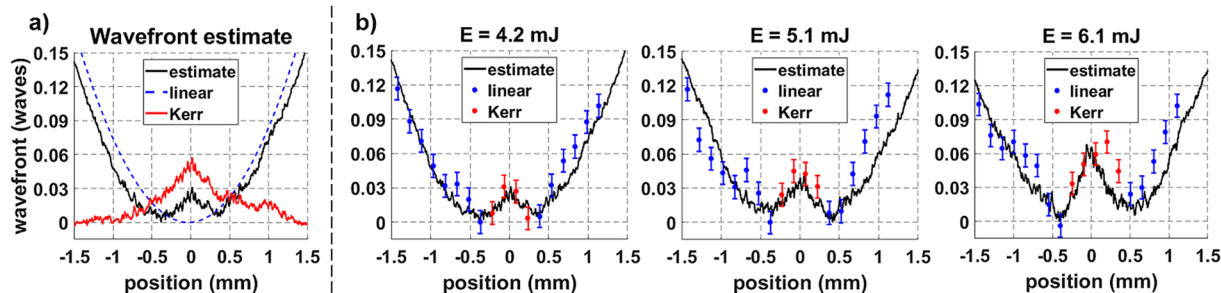 a)
Wavefront estimate
wavefront (waves)
0.15
0.12
0.09
0.06
0.03
0
estimate
linear
Kerr
-1.5 -1 -0.5 0 0.5 1 1.5
position (mm)
b)
E = 4.2 mJ
0.15
0.12
0.09
0.06
0.03
0
estimate
linear
Kerr
-1.5 -1 -0.5 0 0.5 1 1.5
position (mm)
E = 5.1 mJ
0.15
0.12
0.09
0.06
0.03
0
estimate
linear
Kerr
-1.5 -1 -0.5 0 0.5 1 1.5
position (mm)
E = 6.1 mJ
0.15
0.12
0.09
0.06
0.03
0
estimate
linear
Kerr
-1.5 -1 -0.5 0 0.5 1 1.5
position (mm)